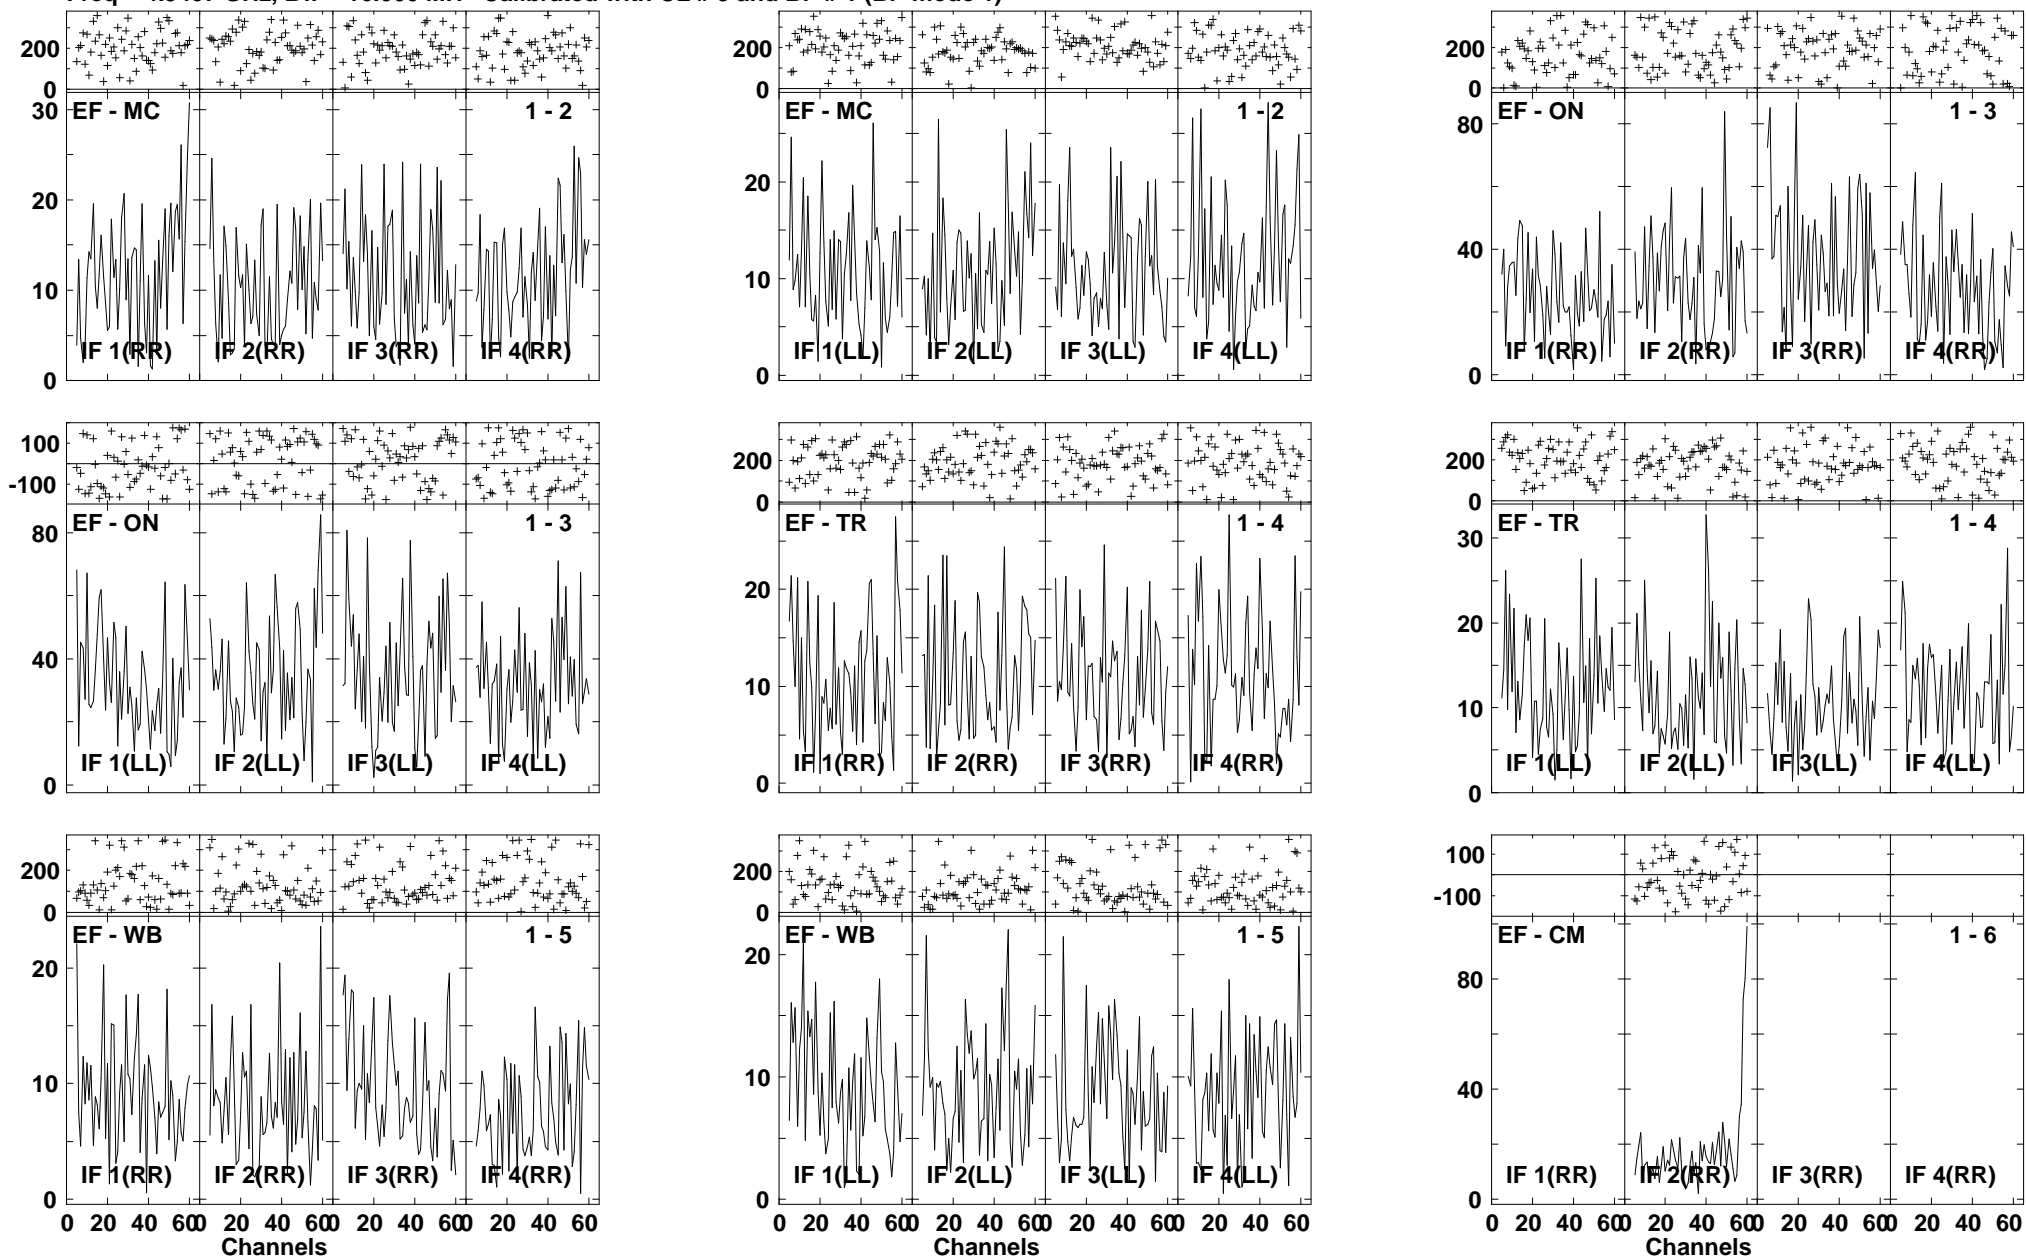 200
0
200
0
200
0
30
20
10
0
EF - MC
1 - 2
IF 1(RR)
IF 2(RR)
IF 3(RR)
IF 4(RR)
20
10
0
EF - MC
1 - 2
IF 1(LL)
IF 2(LL)
IF 3(LL)
IF 4(LL)
80
40
0
EF - ON
1 - 3
IF 1(RR)
IF 2(RR)
IF 3(RR)
IF 4(RR)
100
-100
200
0
200
0
80
40
0
EF - ON
1 - 3
IF 1(LL)
IF 2(LL)
IF 3(LL)
IF 4(LL)
20
10
0
EF - TR
1 - 4
IF 1(RR)
IF 2(RR)
IF 3(RR)
IF 4(RR)
30
20
10
0
EF - TR
1 - 4
IF 1(LL)
IF 2(LL)
IF 3(LL)
IF 4(LL)
200
0
200
0
100
-100
20
10
0
EF - WB
1 - 5
IF 1(RR)
IF 2(RR)
IF 3(RR)
IF 4(RR)
20
10
0
EF - WB
1 - 5
IF 1(LL)
IF 2(LL)
IF 3(LL)
IF 4(LL)
80
40
0
EF - CM
1 - 6
IF 1(RR)
IF 2(RR)
IF 3(RR)
IF 4(RR)
0 20 40 60 0 20 40 60 0 20 40 60 0 20 40 60
Channels
0 20 40 60 0 20 40 60 0 20 40 60 0 20 40 60
Channels
0 20 40 60 0 20 40 60 0 20 40 60 0 20 40 60
Channels